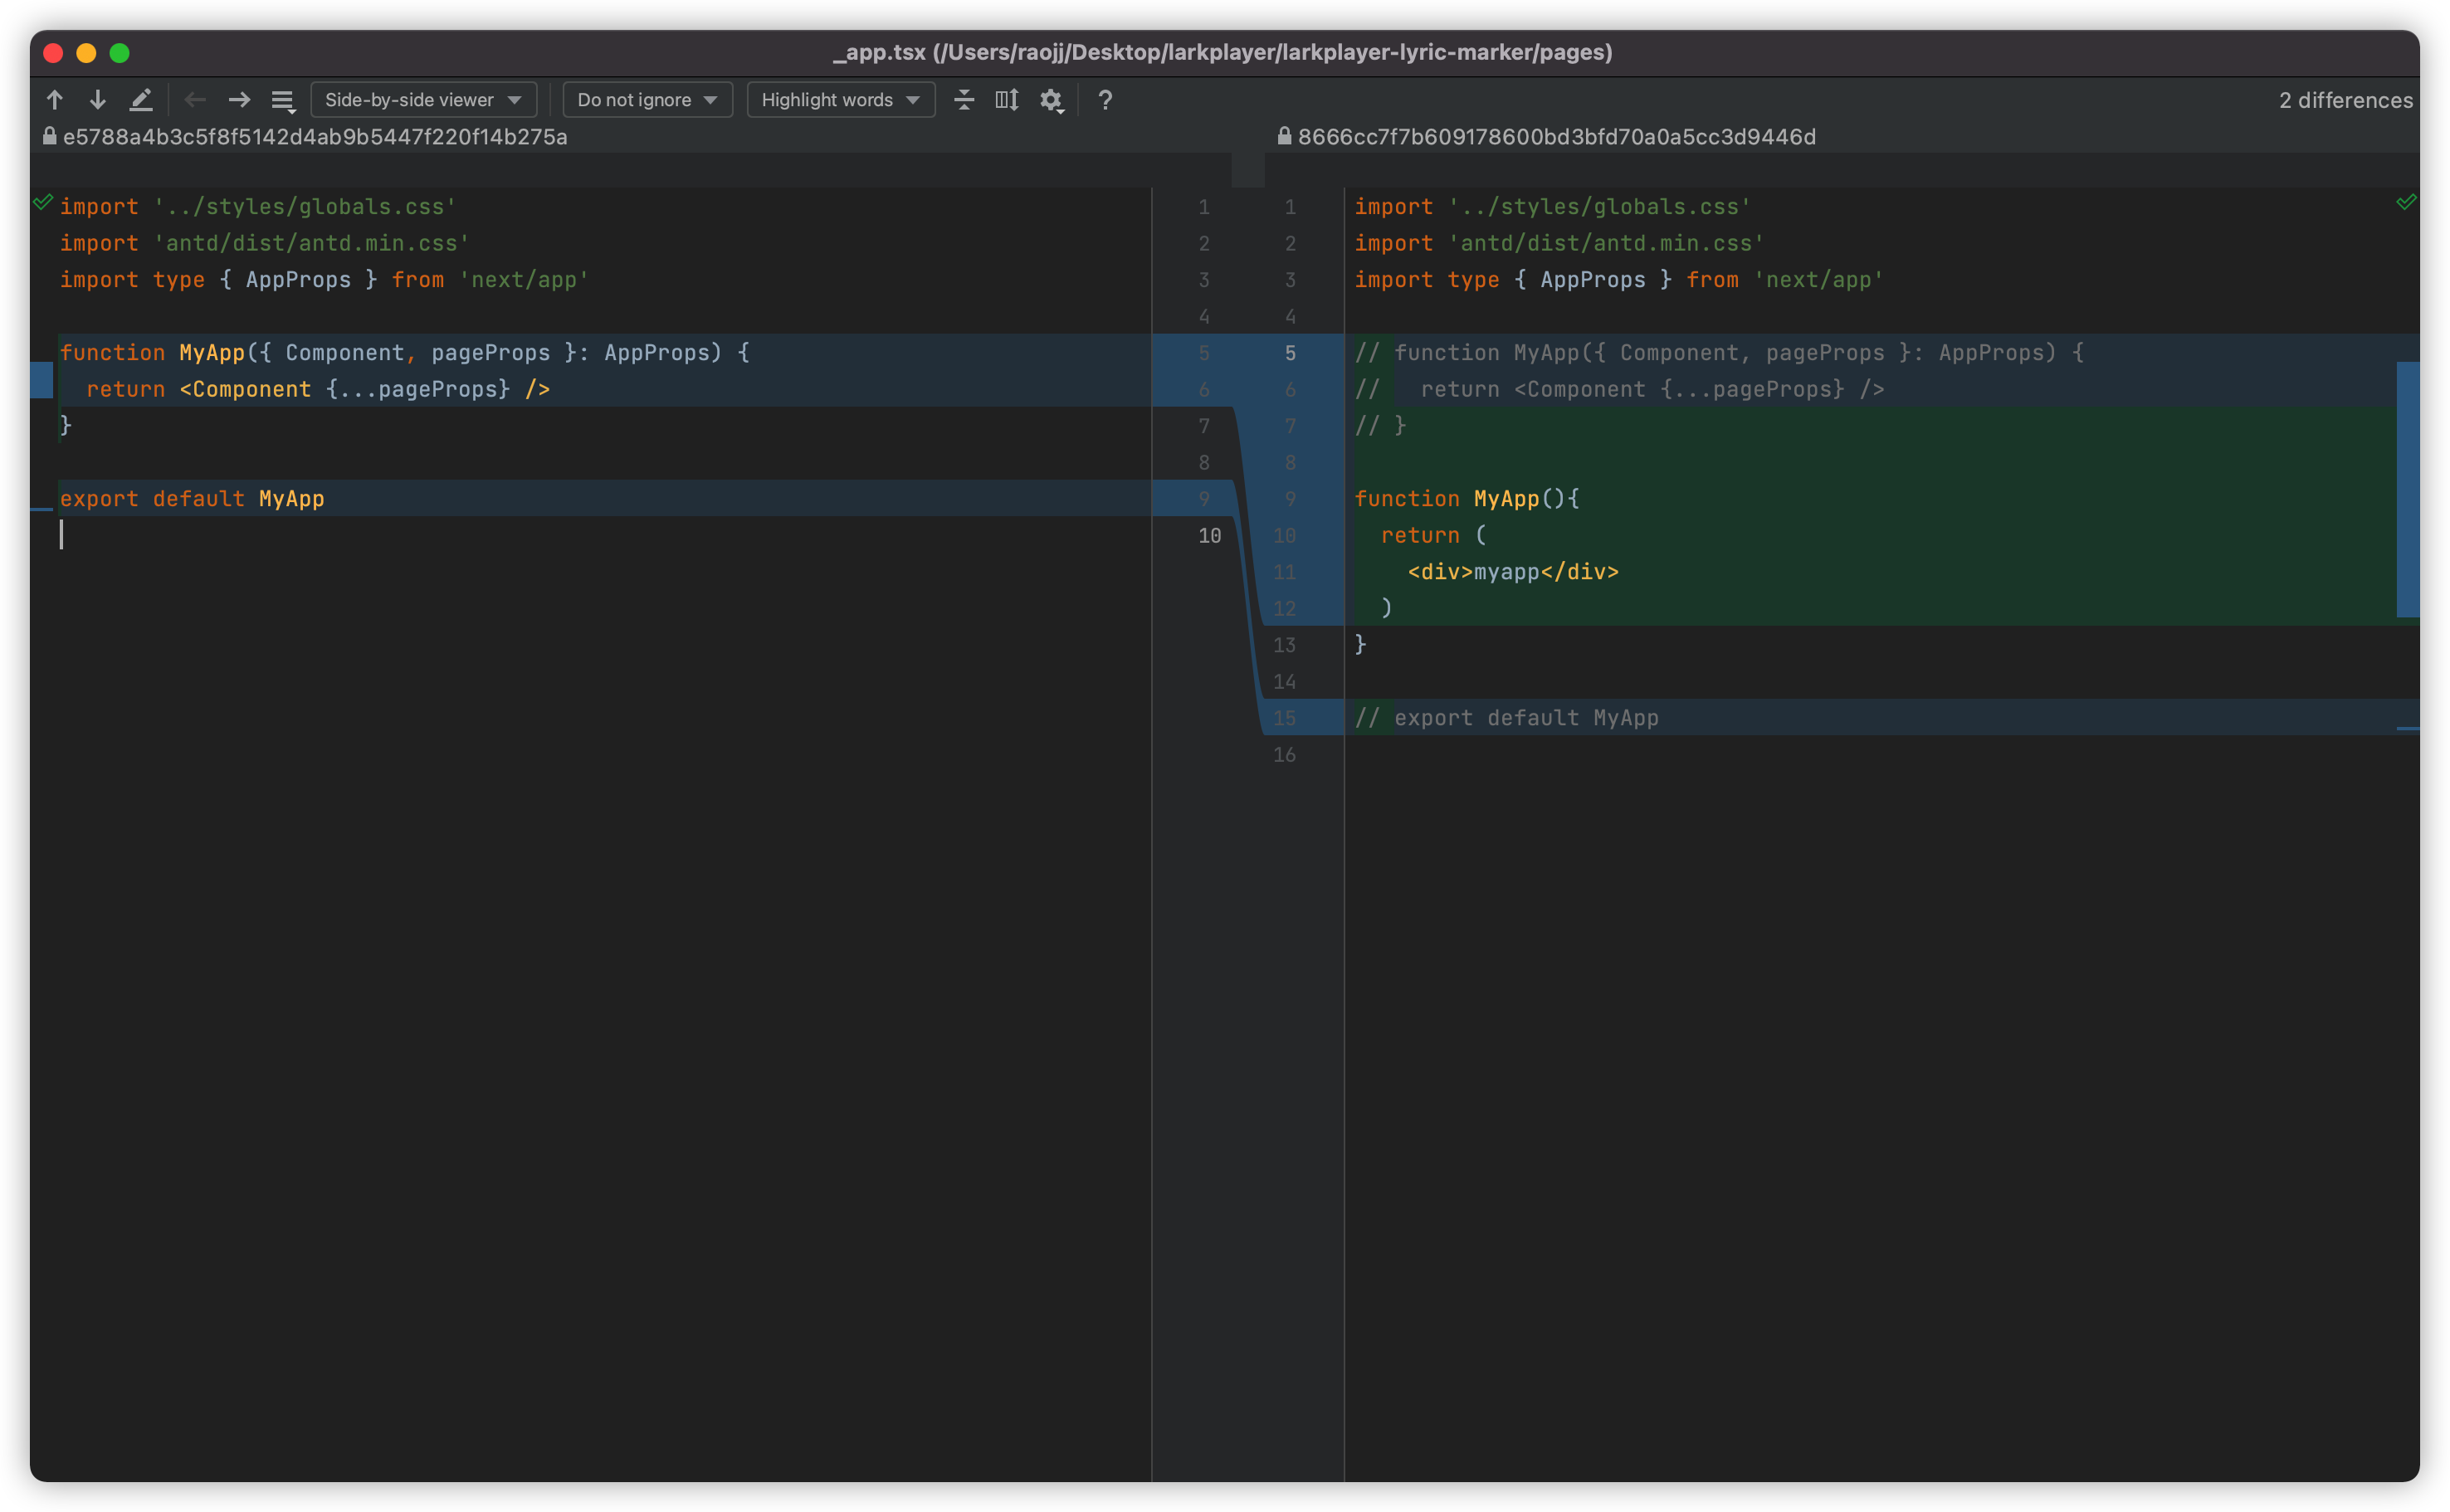 _app.tsx (/Users/raojj/Desktop/larkplayer/larkplayer-lyric-marker/pages)
Side-by-side viewer Do not ignore Highlight words ? 2 differences
e5788a4b3c5f8f5142d4ab9b5447f220f14b275a
import '../styles/globals.css'
import 'antd/dist/antd.min.css'
import type { AppProps } from 'next/app'
function MyApp({ Component, pageProps }: AppProps) {
  return <Component {...pageProps} />
}
export default MyApp
1
2
3
4
5
6
7
8
9
10
8666cc7f7b609178600bd3bfd70a0a5cc3d9446d
1
2
3
4
5
6
7
8
9
10
11
12
13
14
15
16
import '../styles/globals.css'
import 'antd/dist/antd.min.css'
import type { AppProps } from 'next/app'
// function MyApp({ Component, pageProps }: AppProps) {
//   return <Component {...pageProps} />
// }
function MyApp(){
  return (
    <div>myapp</div>
  )
}
// export default MyApp